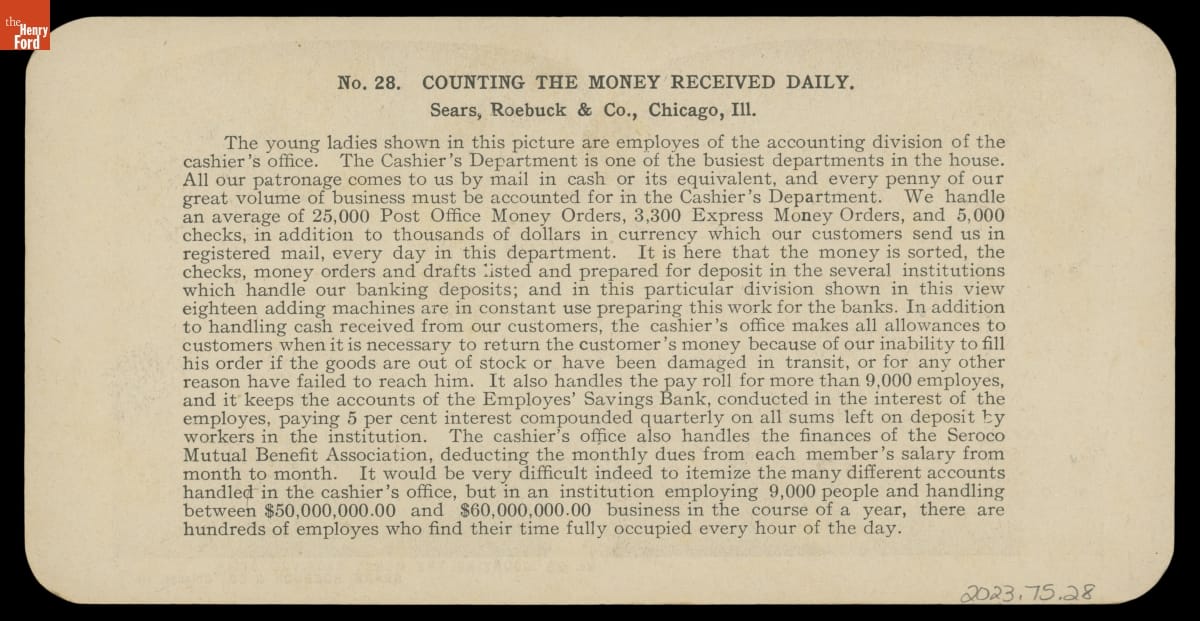 the
Henry
Ford
No. 28. COUNTING THE MONEY RECEIVED DAILY.
Sears, Roebuck & Co., Chicago, Ill.
The young ladies shown in this picture are employes of the accounting division of the
cashier's office. The Cashier's Department is one of the busiest departments in the house.
All our patronage comes to us by mail in cash or its equivalent, and every penny of our
great volume of business must be accounted for in the Cashier's Department. We handle
an average of 25,000 Post Office Money Orders, 3,300 Express Money Orders, and 5,000
checks, in addition to thousands of dollars in currency which our customers send us in
registered mail, every day in this department. It is here that the money is sorted, the
checks, money orders and drafts listed and prepared for deposit in the several institutions
which handle our banking deposits; and in this particular division shown in this view
eighteen adding machines are in constant use preparing this work for the banks. In addition
to handling cash received from our customers, the cashier's office makes all allowances to
customers when it is necessary to return the customer's money because of our inability to fill
his order if the goods are out of stock or have been damaged in transit, or for any other
reason have failed to reach him. It also handles the pay roll for more than 9,000 employes,
and it keeps the accounts of the Employes' Savings Bank, conducted in the interest of the
employes, paying 5 per cent interest compounded quarterly on all sums left on deposit by
workers in the institution. The cashier's office also handles the finances of the Seroco
Mutual Benefit Association, deducting the monthly dues from each member's salary from
month to month. It would be very difficult indeed to itemize the many different accounts
handled in the cashier's office, but in an institution employing 9,000 people and handling
between $50,000,000.00 and $60,000,000.00 business in the course of a year, there are
hundreds of employes who find their time fully occupied every hour of the day.
2023.75.28